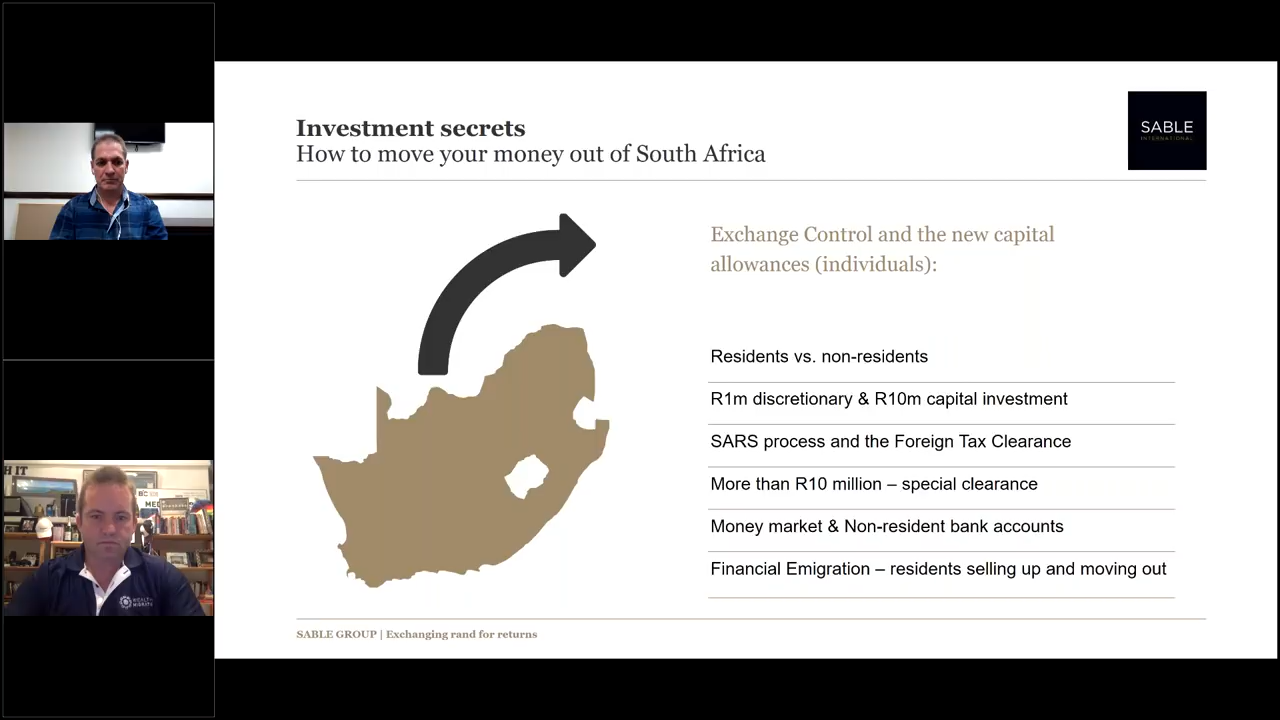 Investment secrets
How to move your money out of South Africa
SABLE
INTERNATIONAL
Exchange Control and the new capital
allowances (individuals):
Residents vs. non-residents
R1m discretionary & R10m capital investment
SARS process and the Foreign Tax Clearance
More than R10 million – special clearance
Money market & Non-resident bank accounts
Financial Emigration – residents selling up and moving out
SABLE GROUP | Exchanging rand for returns
H IT
WEALTH